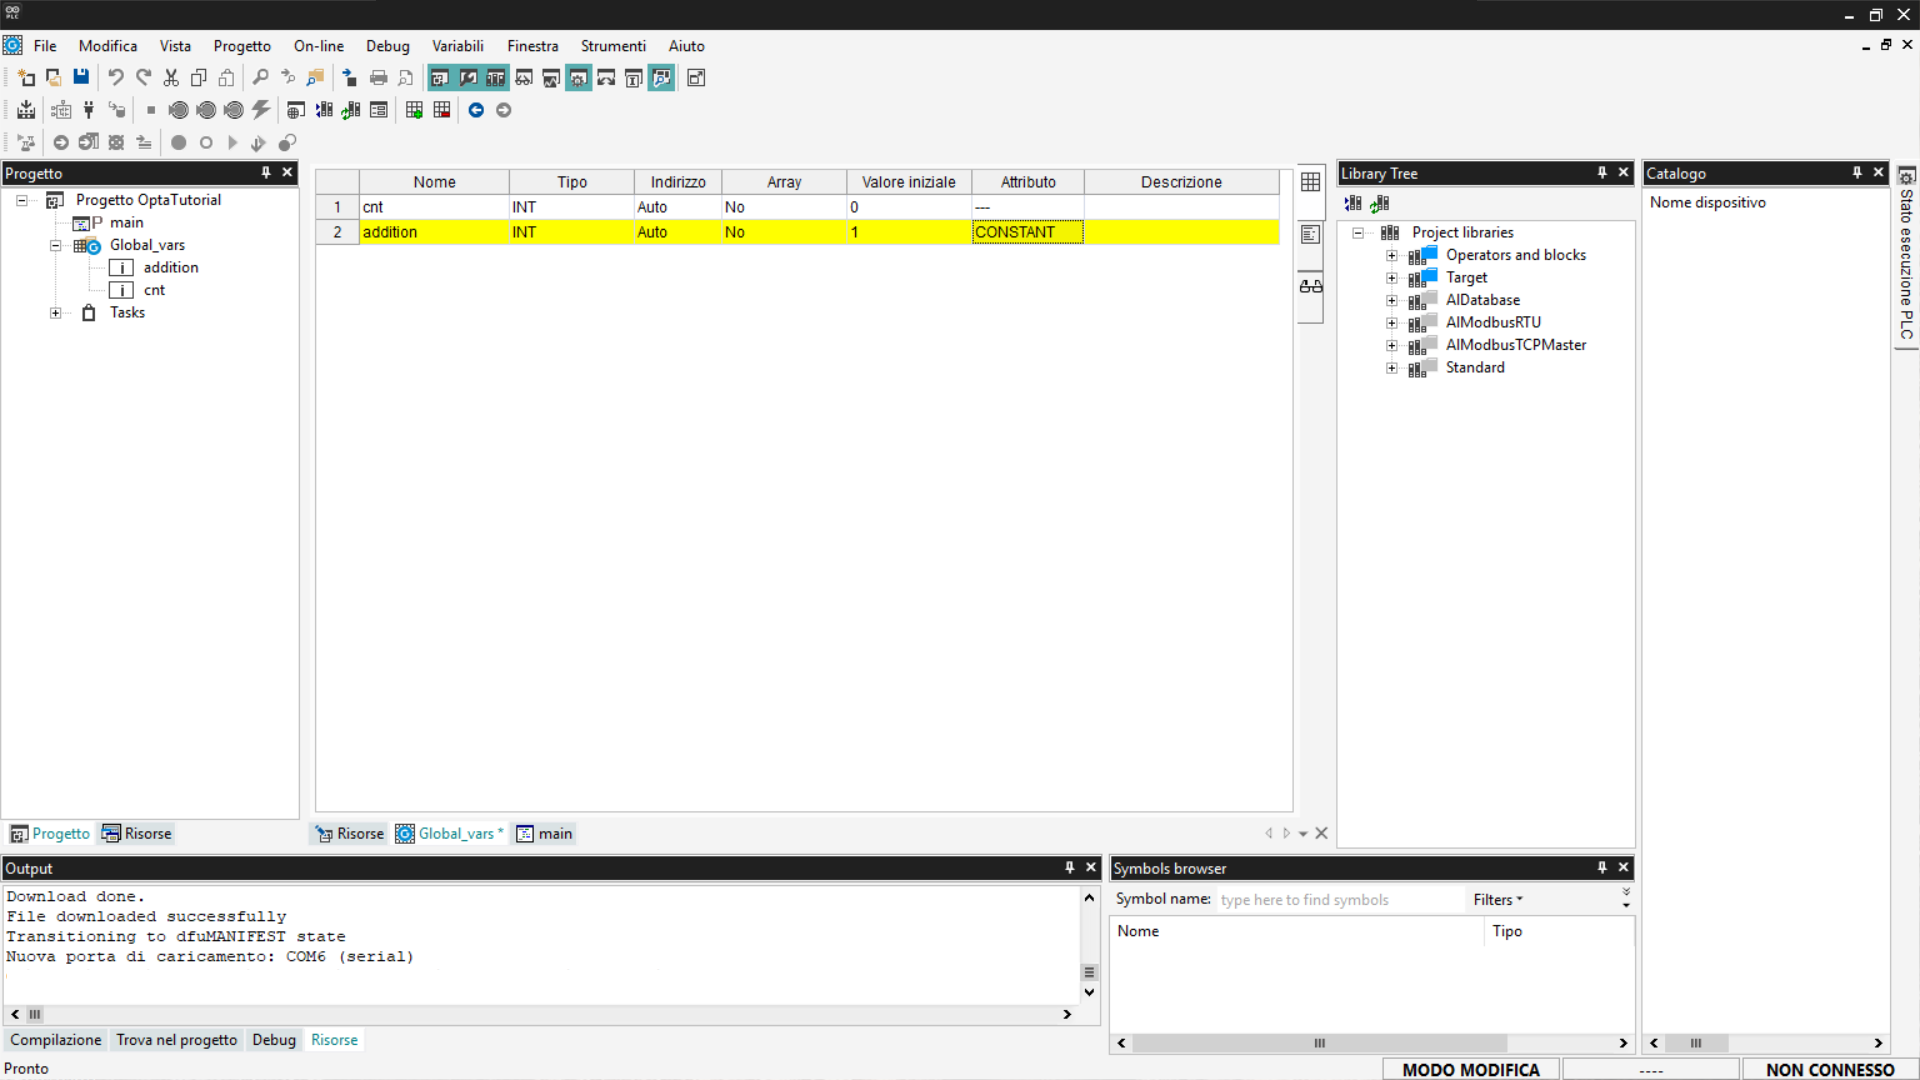 PLC
File Modifica Vista Progetto On-line Debug Variabili Finestra Strumenti Aiuto
Progetto
Progetto OptaTutorial
main
Global_vars
addition
cnt
Tasks
Progetto Risorse
Nome Tipo Indirizzo Array Valore iniziale Attributo Descrizione
1 cnt INT Auto No 0 ---
2 addition INT Auto No 1 CONSTANT
Risorse Global_vars * main
Library Tree
Project libraries
Operators and blocks
Target
AlDatabase
AlModbusRTU
AlModbusTCPMaster
Standard
Catalogo
Nome dispositivo
Stato esecuzione PLC
Output
Download done.
File downloaded successfully
Transitioning to dfuMANIFEST state
Nuova porta di caricamento: COM6 (serial)
Compilazione Trova nel progetto Debug Risorse
Symbols browser
Symbol name: type here to find symbols Filters
Nome Tipo
Pronto
MODO MODIFICA ---- NON CONNESSO